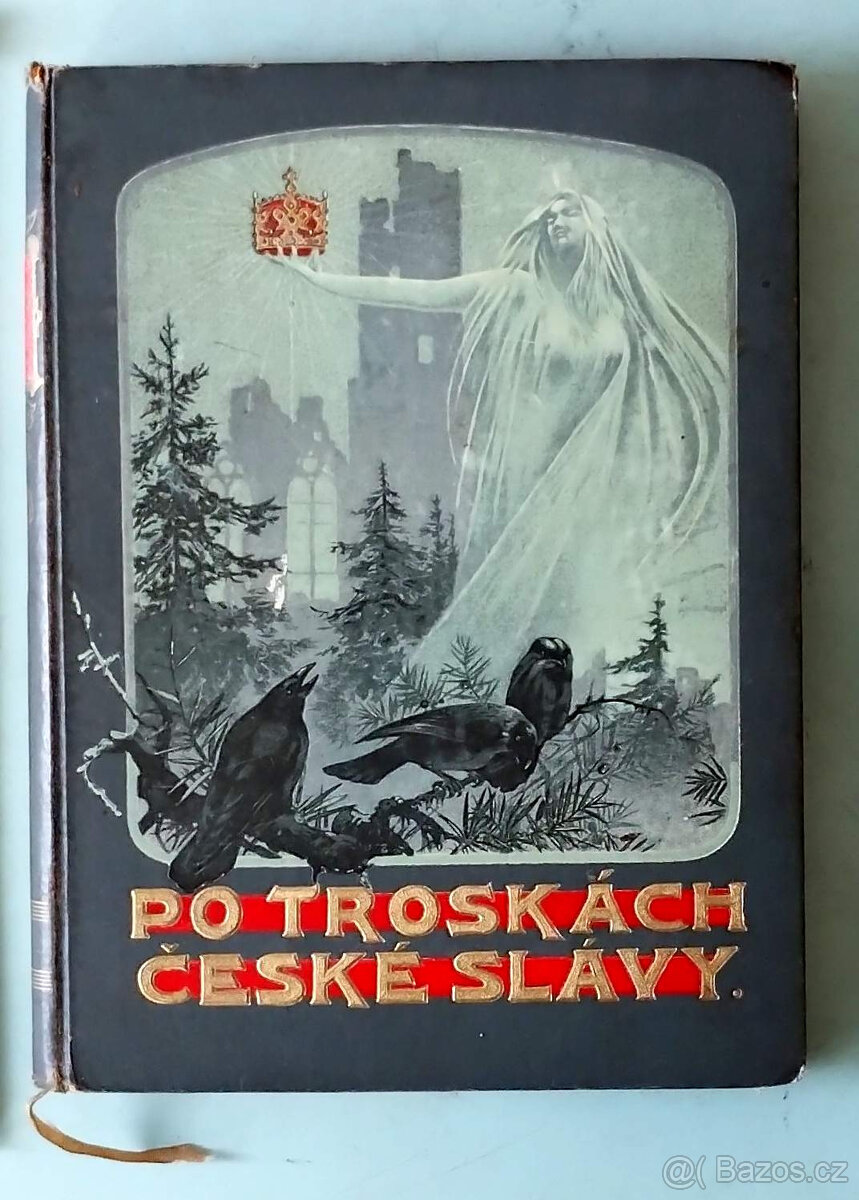 PO TROSKÁCH
ČESKÉ SLÁVY.
@( Bazos.cz